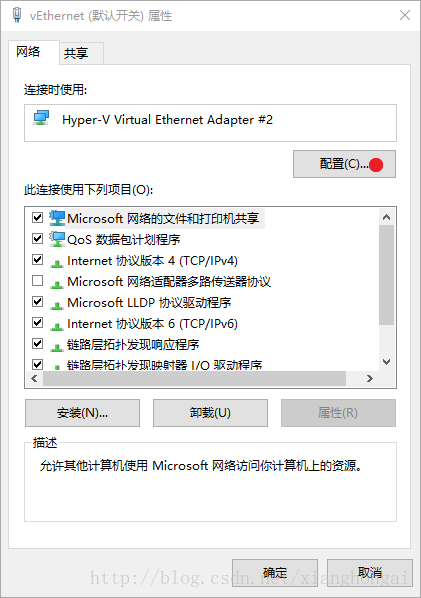 vEthernet (默认开关) 属性
网络 共享
连接时使用:
Hyper-V Virtual Ethernet Adapter #2
配置(C)...
此连接使用下列项目(O):
Microsoft 网络的文件和打印机共享
QoS 数据包计划程序
Internet 协议版本 4 (TCP/IPv4)
Microsoft 网络适配器多路传送器协议
Microsoft LLDP 协议驱动程序
Internet 协议版本 6 (TCP/IPv6)
链路层拓扑发现响应程序
链路层拓扑发现映射器 I/O 驱动程序
安装(N)... 卸载(U) 属性(R)
描述
允许其他计算机使用 Microsoft 网络访问你计算机上的资源。
确定 取消
http://blog.csdn.net/xianghongai